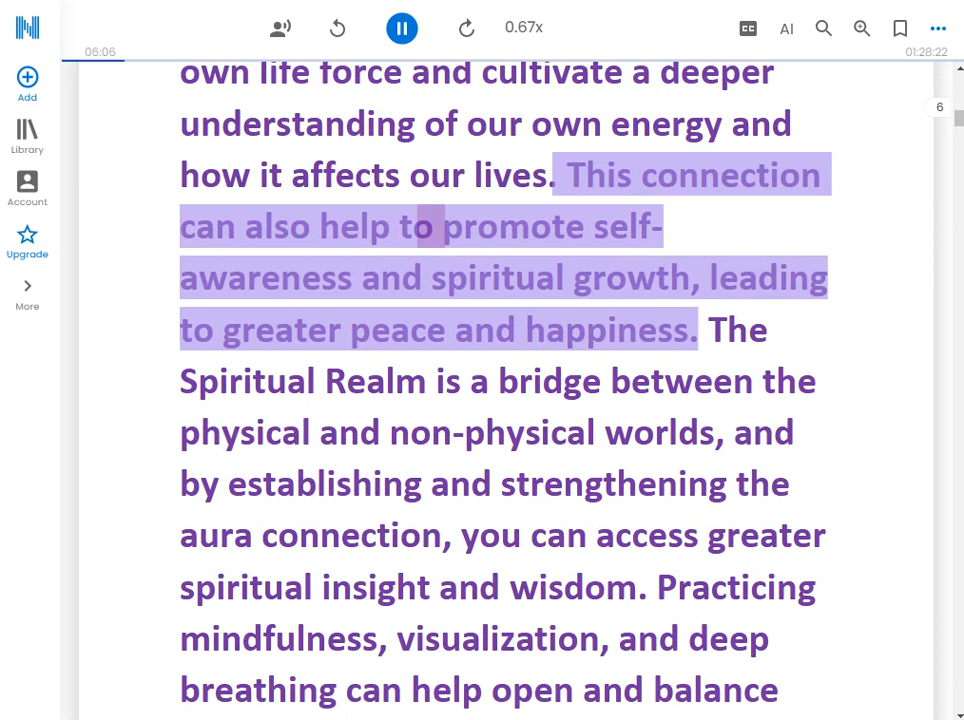 0.67x
CC
AI
06:06
01:28:22
Add
Library
Account
Upgrade
More
6
own life force and cultivate a deeper
understanding of our own energy and
how it affects our lives. This connection
can also help to promote self-
awareness and spiritual growth, leading
to greater peace and happiness. The
Spiritual Realm is a bridge between the
physical and non-physical worlds, and
by establishing and strengthening the
aura connection, you can access greater
spiritual insight and wisdom. Practicing
mindfulness, visualization, and deep
breathing can help open and balance